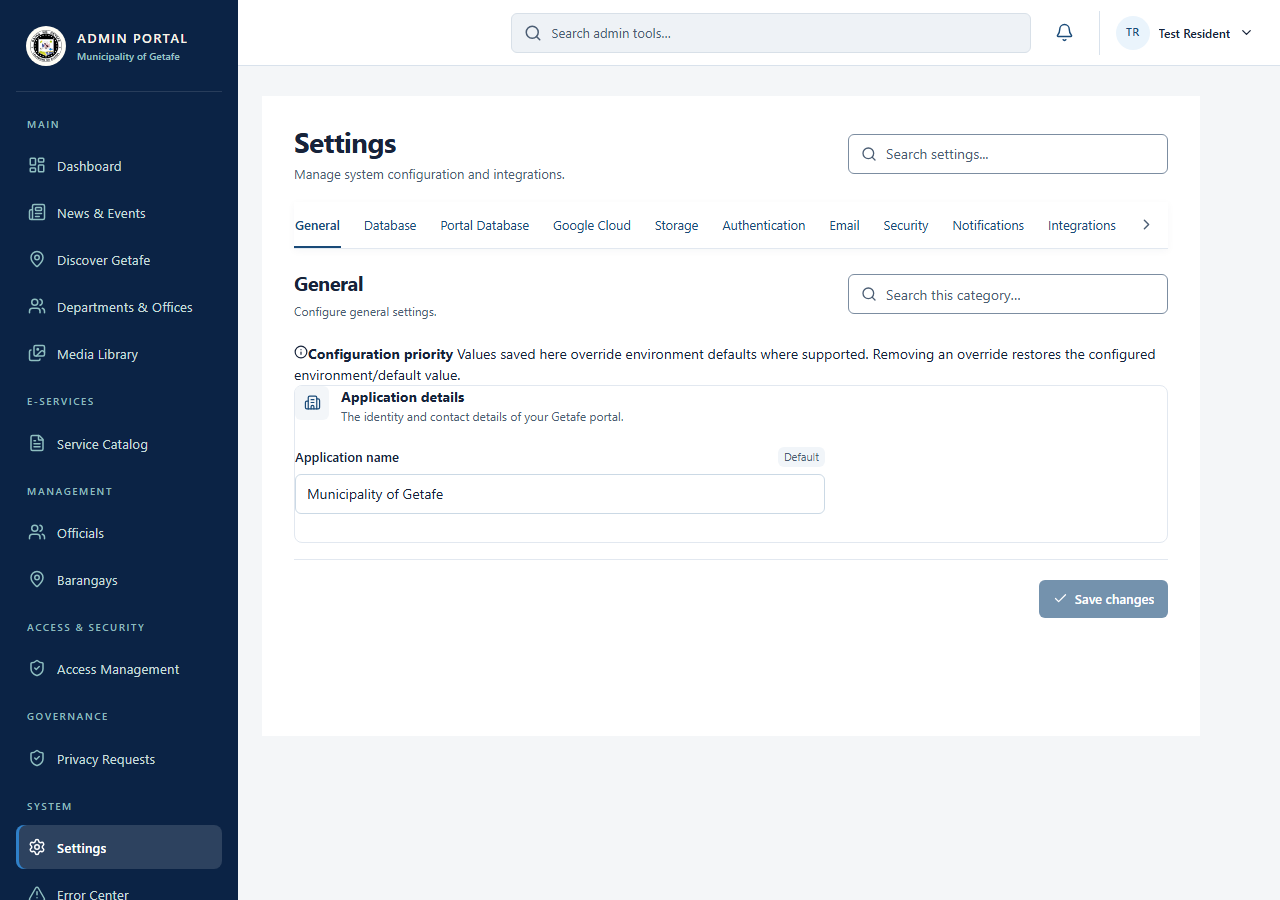 ADMIN PORTAL
Municipality of Getafe
MAIN
Dashboard
News & Events
Discover Getafe
Departments & Offices
Media Library
E-SERVICES
Service Catalog
MANAGEMENT
Officials
Barangays
ACCESS & SECURITY
Access Management
GOVERNANCE
Privacy Requests
SYSTEM
Settings
Error Center
Search admin tools...
TR
Test Resident
Settings
Manage system configuration and integrations.
Search settings...
General
Database
Portal Database
Google Cloud
Storage
Authentication
Email
Security
Notifications
Integrations
General
Configure general settings.
Search this category...
Configuration priority Values saved here override environment defaults where supported. Removing an override restores the configured
environment/default value.
Application details
The identity and contact details of your Getafe portal.
Application name
Default
Municipality of Getafe
Save changes